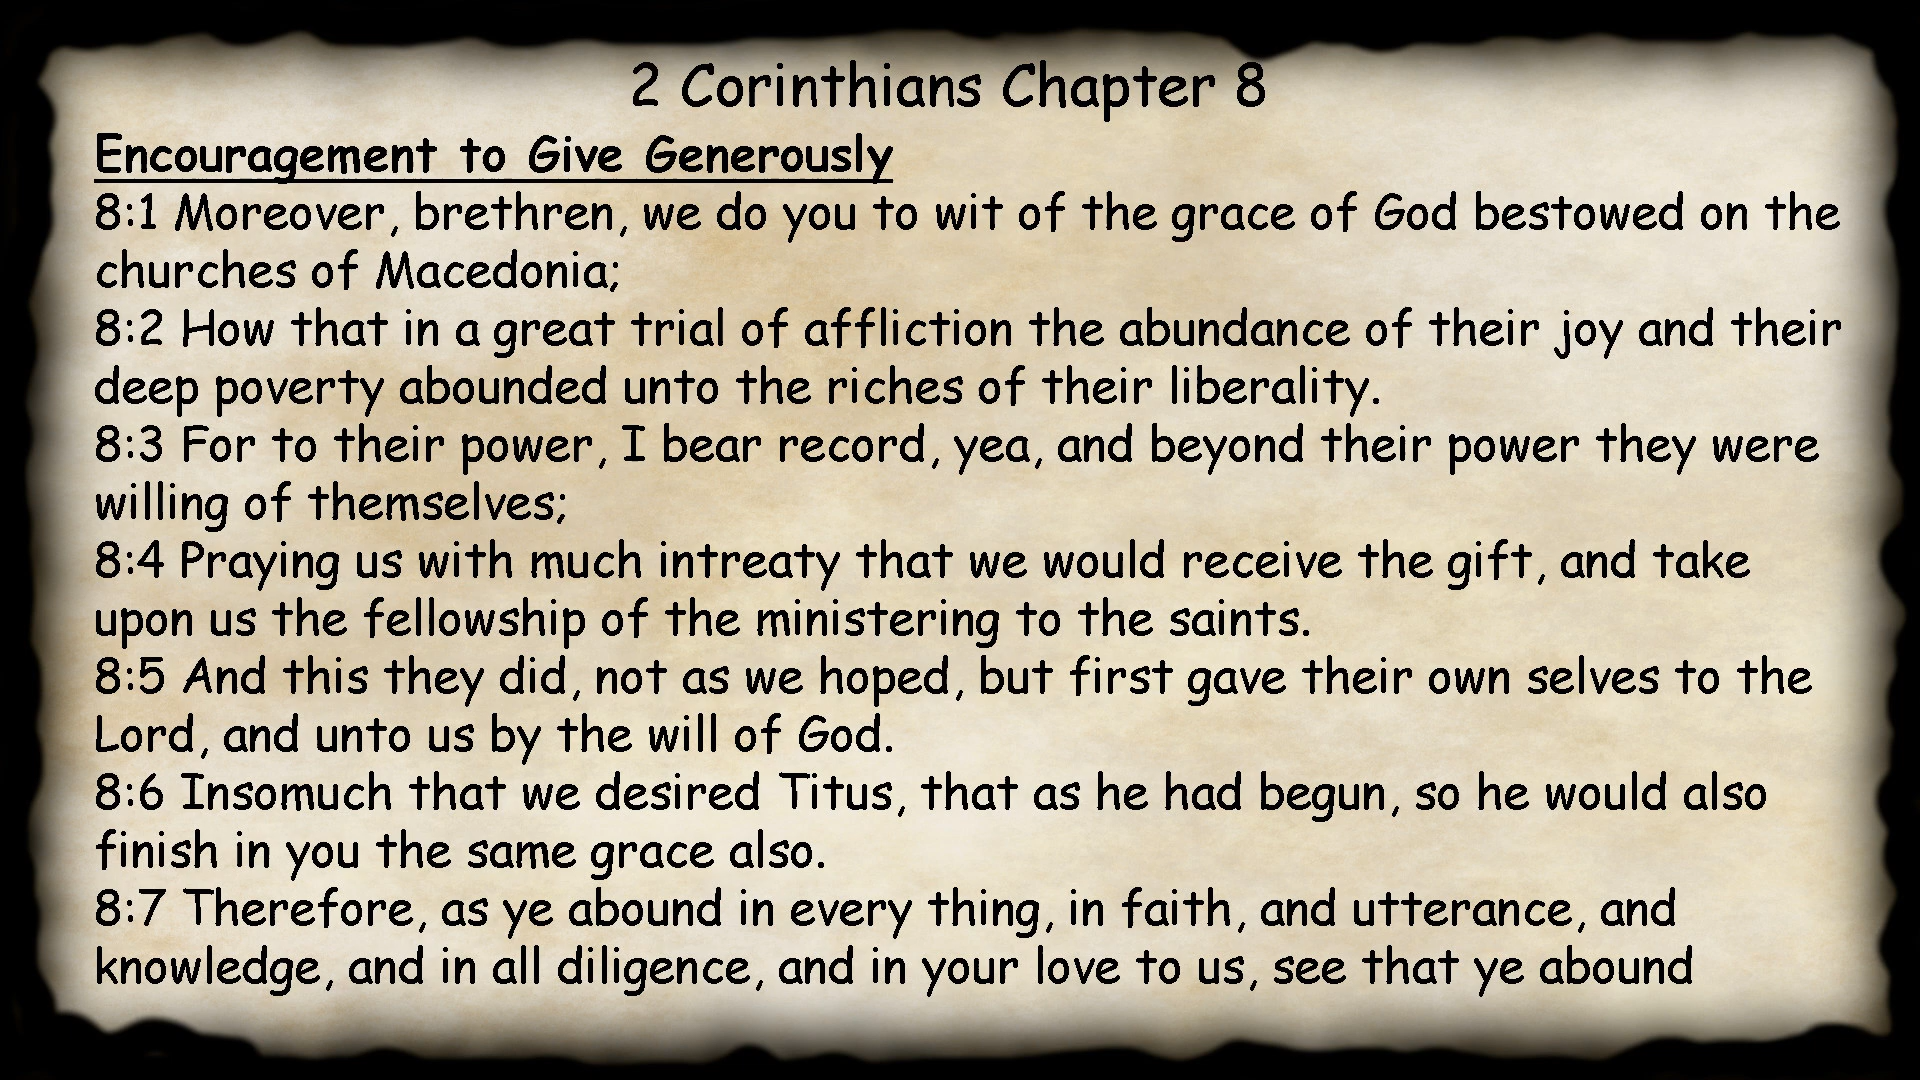 2 Corinthians Chapter 8
Encouragement to Give Generously
8:1 Moreover, brethren, we do you to wit of the grace of God bestowed on the
churches of Macedonia;
8:2 How that in a great trial of affliction the abundance of their joy and their
deep poverty abounded unto the riches of their liberality.
8:3 For to their power, I bear record, yea, and beyond their power they were
willing of themselves;
8:4 Praying us with much intreaty that we would receive the gift, and take
upon us the fellowship of the ministering to the saints.
8:5 And this they did, not as we hoped, but first gave their own selves to the
Lord, and unto us by the will of God.
8:6 Insomuch that we desired Titus, that as he had begun, so he would also
finish in you the same grace also.
8:7 Therefore, as ye abound in every thing, in faith, and utterance, and
knowledge, and in all diligence, and in your love to us, see that ye abound